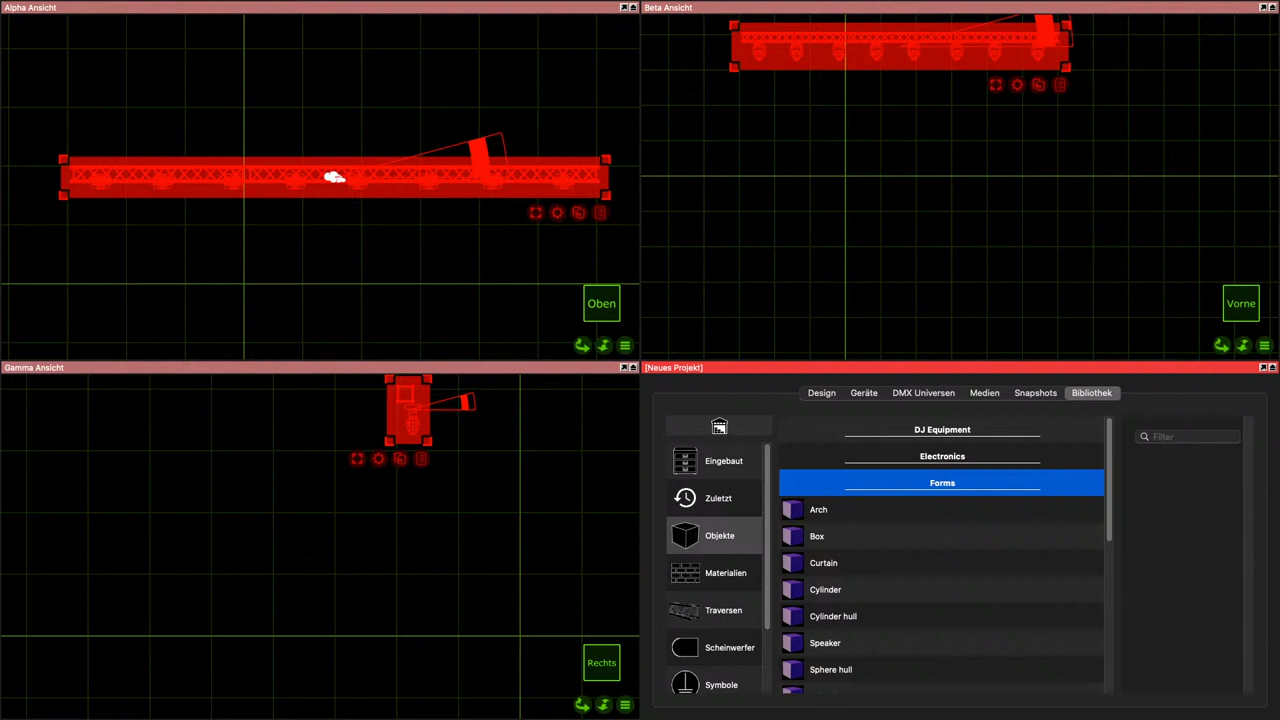 Alpha Ansicht
Beta Ansicht
Oben
Vorne
Gamma Ansicht
[Neues Projekt]
Design Geräte DMX Universen Medien Snapshots Bibliothek
DJ Equipment
Filter
Electronics
Eingebaut
Forms
Zuletzt
Arch
Objekte
Box
Curtain
Materialien
Cylinder
Traversen
Cylinder hull
Scheinwerfer
Speaker
Rechts
Sphere hull
Symbole